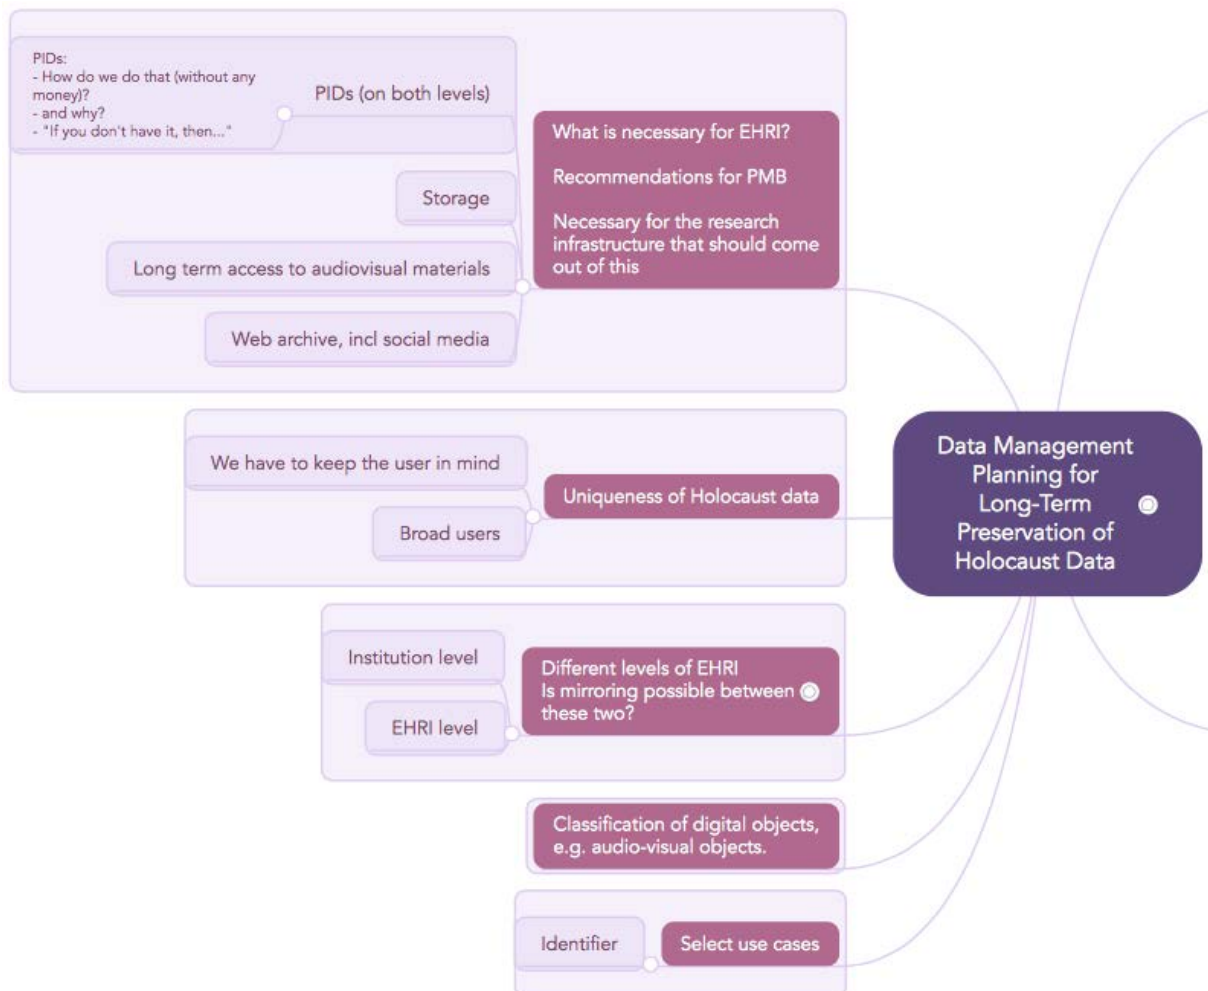 PIDs:
- How do we do that (without any
money)?
- and why?
- "If you don't have it, then..."
PIDs (on both levels)
Storage
Long term access to audiovisual materials
Web archive, incl social media
What is necessary for EHRI?
Recommendations for PMB
Necessary for the research
infrastructure that should come
out of this
We have to keep the user in mind
Broad users
Uniqueness of Holocaust data
Data Management
Planning for
Long-Term
Preservation of
Holocaust Data
Institution level
EHRI level
Different levels of EHRI
Is mirroring possible between
these two?
Classification of digital objects,
e.g. audio-visual objects.
Identifier
Select use cases